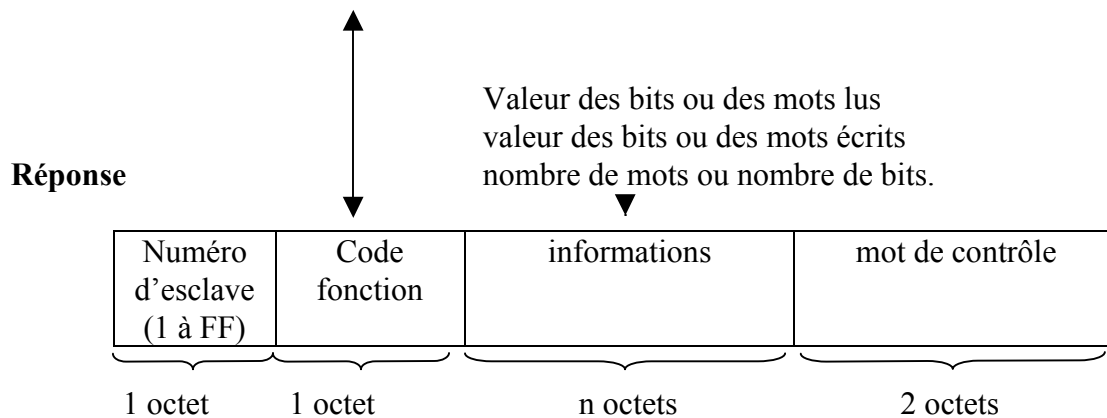 Valeur des bits ou des mots lus
valeur des bits ou des mots écrits
Réponse
nombre de mots ou nombre de bits.
Numéro
d’esclave
(1 à FF)
Code
fonction
informations
mot de contrôle
1 octet
1 octet
n octets
2 octets